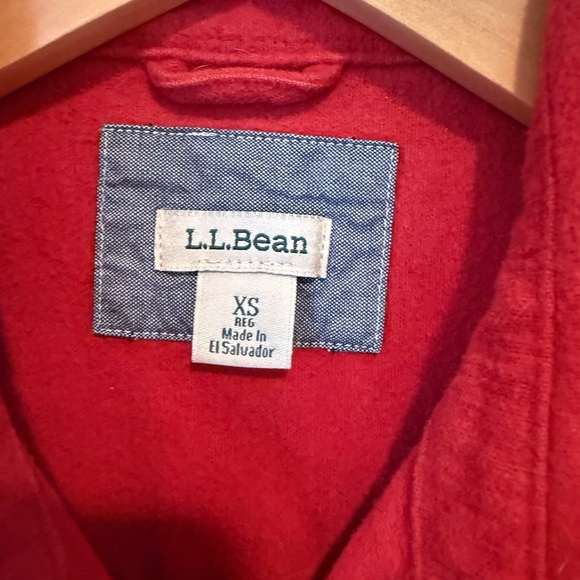 L.L.Bean
XS
REG
Made In
El Salvador